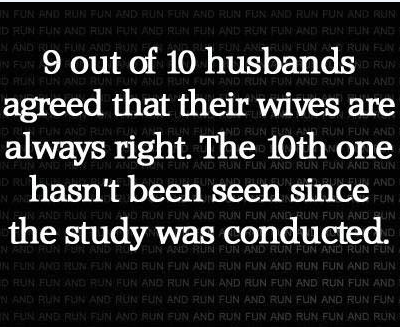 9 out of 10 husbands
agreed that their wives are
always right. The 10th one
hasn't been seen since
the study was conducted.